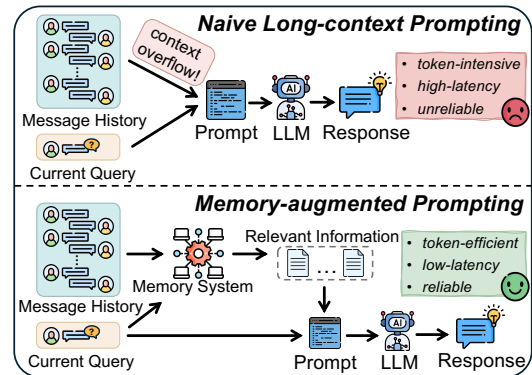 Naive Long-context Prompting
context
overflow!
• token-intensive
• high-latency
• unreliable
Message History
AI
Prompt
LLM
Response
?
Current Query
Memory-augmented Prompting
Relevant Information
...
• token-efficient
• low-latency
• reliable
Memory System
Message History
?
Current Query
AI
Prompt
LLM
Response